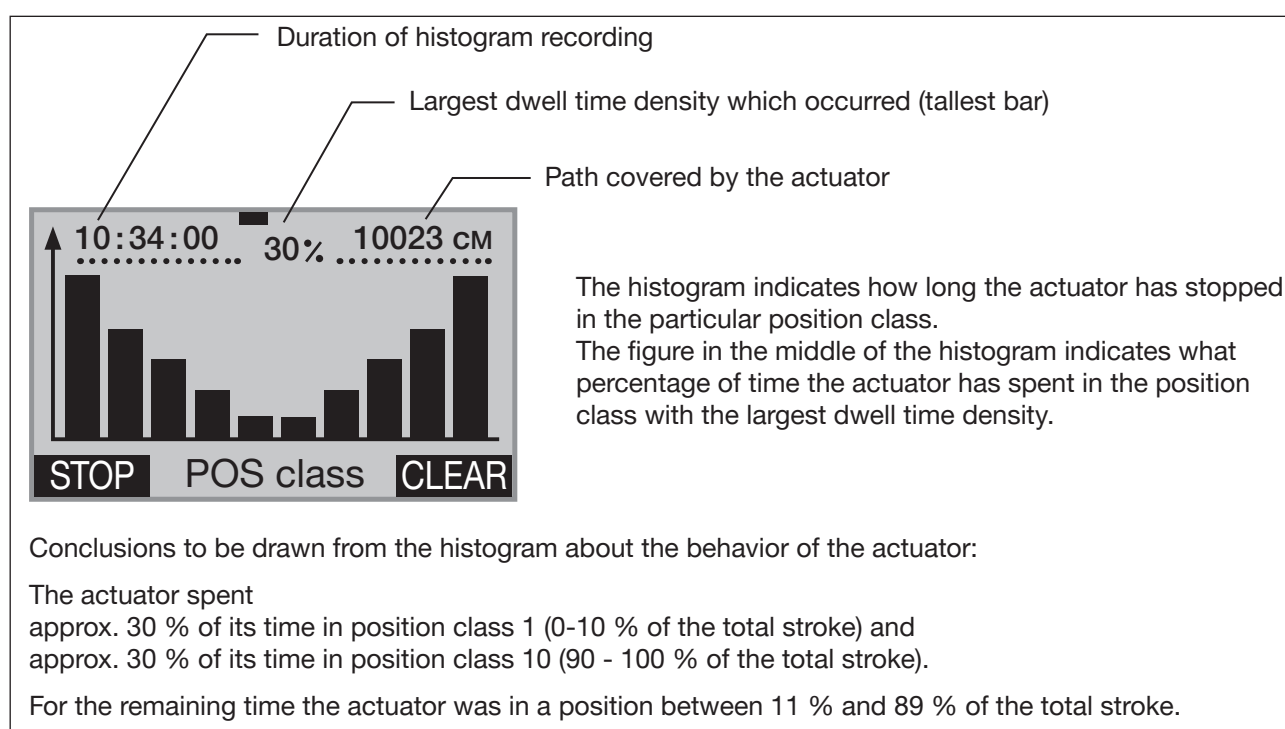 Duration of histogram recording
Largest dwell time density which occurred (tallest bar)
Path covered by the actuator
10:34:00 30% 10023 CM
The histogram indicates how long the actuator has stopped
in the particular position class.
The figure in the middle of the histogram indicates what
percentage of time the actuator has spent in the position
class with the largest dwell time density.
STOP POS class CLEAR
Conclusions to be drawn from the histogram about the behavior of the actuator:
The actuator spent
approx. 30 % of its time in position class 1 (0-10 % of the total stroke) and
approx. 30 % of its time in position class 10 (90 - 100 % of the total stroke).
For the remaining time the actuator was in a position between 11 % and 89 % of the total stroke.